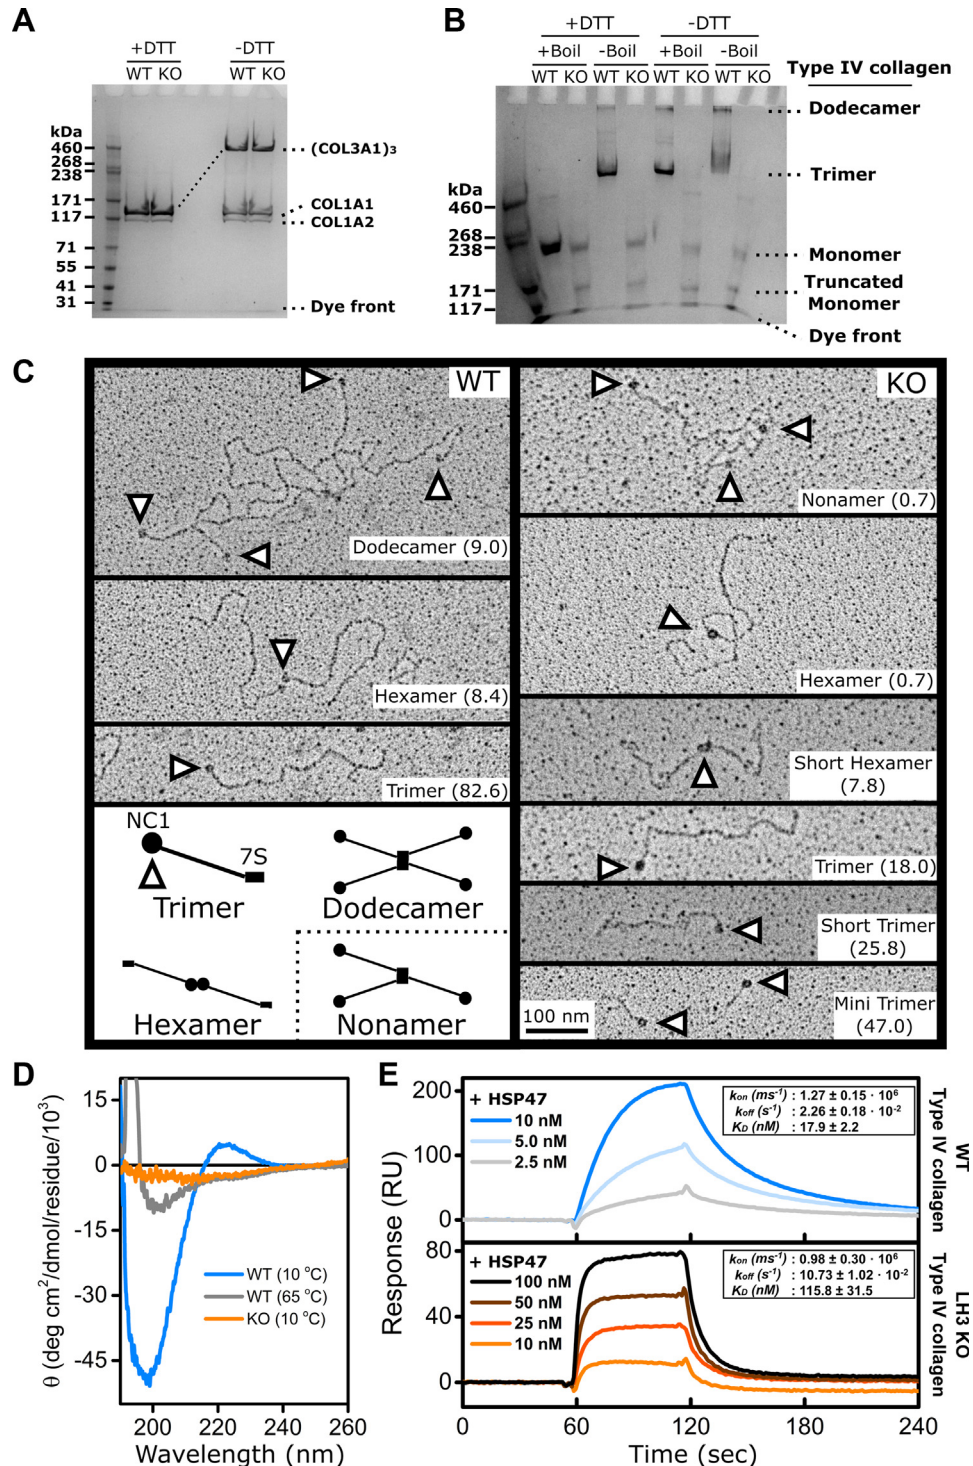 A
+DTT
-DTT
WT KO
WT KO
kDa
460
268
238
171
117
71
55
41
31
(COL3A1)₃
COL1A1
COL1A2
Dye front
B
+DTT
-DTT
+Boil
-Boil
+Boil
-Boil
WT KO WT KO WT KO WT KO
Type IV collagen
kDa
460
268
238
171
117
Dodecamer
Trimer
Monomer
Truncated
Monomer
Dye front
C
WT
Dodecamer (9.0)
Hexamer (8.4)
Trimer (82.6)
NC1
7S
Trimer
Dodecamer
Hexamer
Nonamer
KO
Nonamer (0.7)
Hexamer (0.7)
Short Hexamer
(7.8)
Trimer (18.0)
Short Trimer
(25.8)
Mini Trimer
(47.0)
100 nm
D
θ (deg cm²/dmol/residue/10³)
15
0
-15
-30
-45
WT (10 °C)
WT (65 °C)
KO (10 °C)
200
220
240
260
Wavelength (nm)
E
Response (RU)
200
100
0
+ HSP47
10 nM
5.0 nM
2.5 nM
kon (ms⁻¹) : 1.27 ± 0.15 · 10⁶
koff (s⁻¹) : 2.26 ± 0.18 · 10⁻²
KD (nM) : 17.9 ± 2.2
WT
Type IV collagen
80
40
0
+ HSP47
100 nM
50 nM
25 nM
10 nM
kon (ms⁻¹) : 0.98 ± 0.30 · 10⁶
koff (s⁻¹) : 10.73 ± 1.02 · 10⁻²
KD (nM) : 115.8 ± 31.5
LH3 KO
Type IV collagen
0
60
120
180
240
Time (sec)